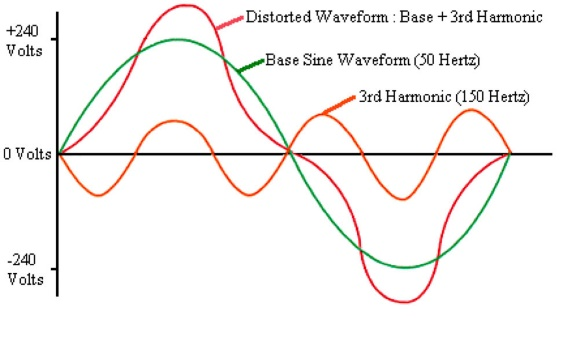 +240
Volts
Distorted Waveform : Base + 3rd Harmonic
Base Sine Waveform (50 Hertz)
3rd Harmonic (150 Hertz)
0 Volts
-240
Volts